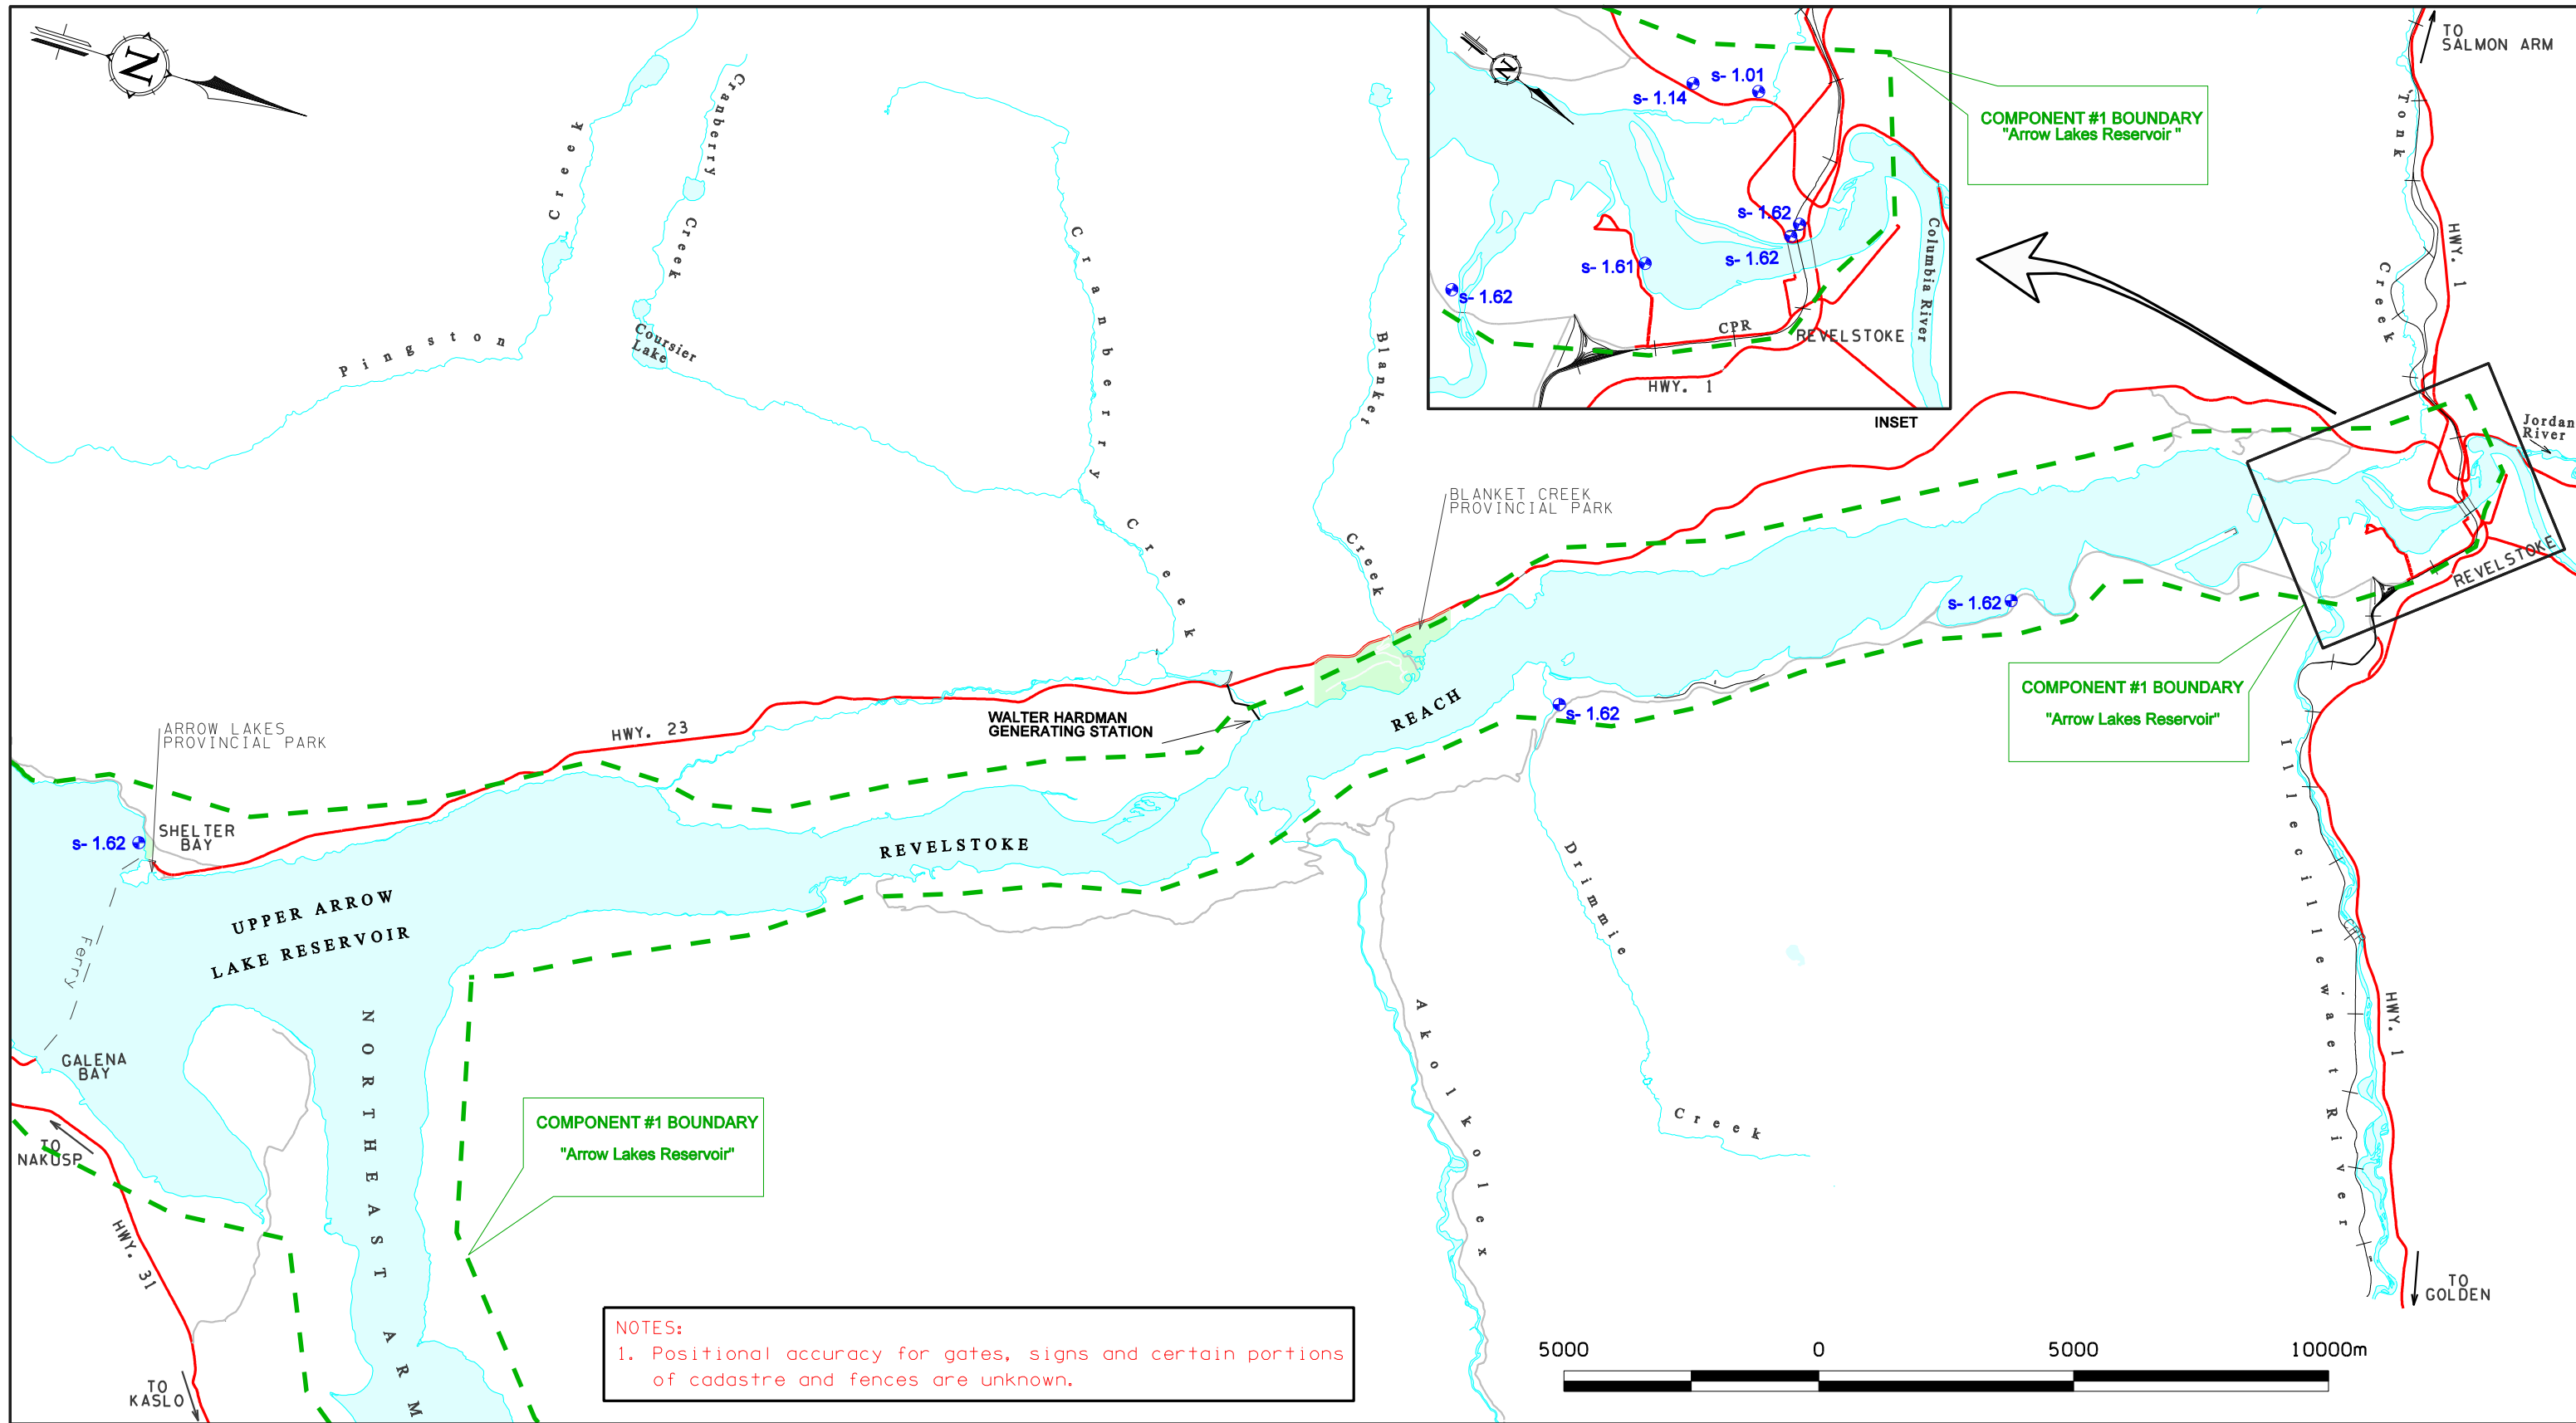 N
Cranberry
Creek
Creek
Pingston
Coursier
Lake
Cranberry
Creek
Blanket
Creek
N
s- 1.01
s- 1.14
s- 1.62
s- 1.62
s- 1.61
s- 1.62
CPR
REVELSTOKE
HWY. 1
Columbia River
INSET
COMPONENT #1 BOUNDARY
"Arrow Lakes Reservoir "
TO
SALMON ARM
Tonk
Creek
HWY. 1
Jordan
River
REVELSTOKE
BLANKET CREEK
PROVINCIAL PARK
s- 1.62
COMPONENT #1 BOUNDARY
"Arrow Lakes Reservoir"
ARROW LAKES
PROVINCIAL PARK
HWY. 23
WALTER HARDMAN
GENERATING STATION
REACH
s- 1.62
s- 1.62
SHELTER
BAY
REVELSTOKE
UPPER ARROW
LAKE RESERVOIR
Ferry
GALENA
BAY
NORTHEAST ARM
Drimmie
Creek
Akolkolex
Illecillewaet River
CPR
HWY. 1
COMPONENT #1 BOUNDARY
"Arrow Lakes Reservoir"
TO
NAKUSP
HWY. 31
TO
KASLO
TO
GOLDEN
NOTES:
1. Positional accuracy for gates, signs and certain portions
of cadastre and fences are unknown.
5000 0 5000 10000m